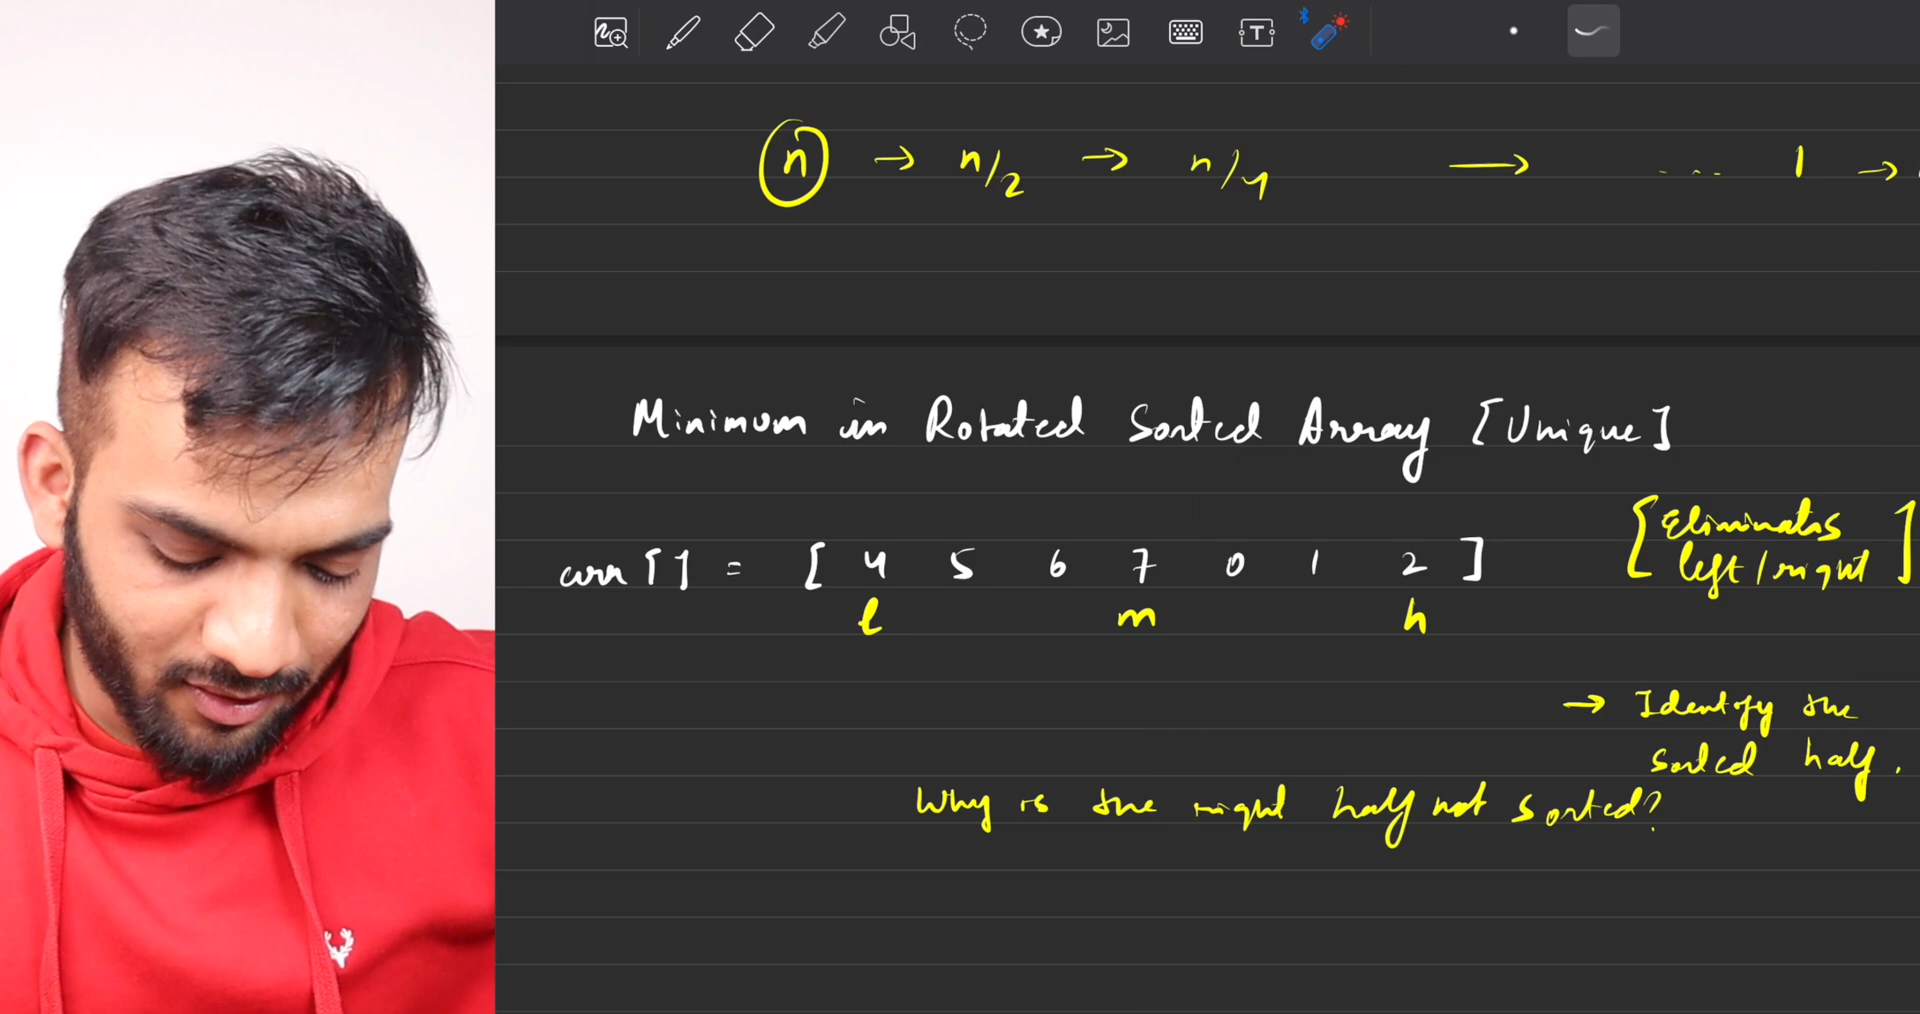 n → n/2 → n/4 → .... 1 →
Minimum in Rotated Sorted Array [Unique]
arr[] = [ 4 5 6 7 0 1 2 ]
l m h
[Eliminates
left/right]
→ Identify the
sorted half.
Why is the right half not sorted?